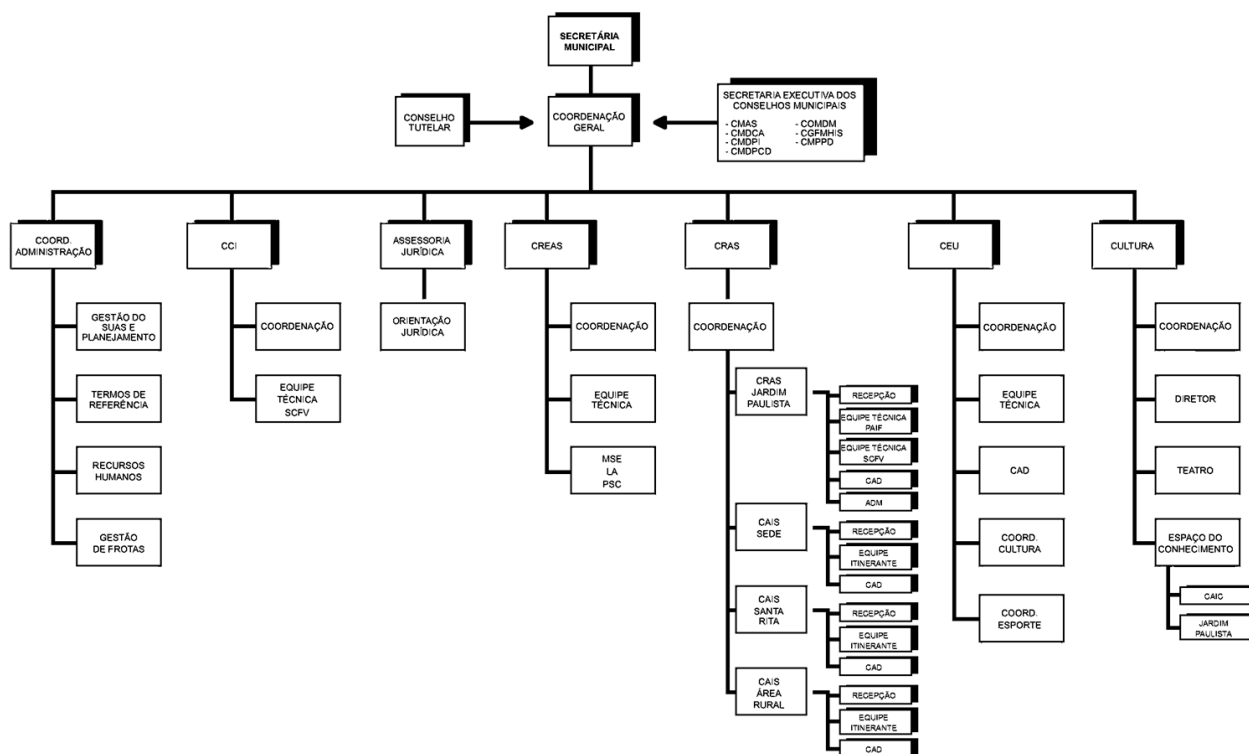 SECRETÁRIA
MUNICIPAL
CONSELHO
TUTELAR
COORDENAÇÃO
GERAL
SECRETARIA EXECUTIVA DOS
CONSELHOS MUNICIPAIS
- CMAS - COMDM
- CMDCA - CGFMHIS
- CMDPI - CMPPD
- CMDPCD
COORD.
ADMINISTRAÇÃO
CCI
ASSESSORIA
JURÍDICA
CREAS
CRAS
CEU
CULTURA
GESTÃO DO
SUAS E
PLANEJAMENTO
TERMOS DE
REFERÊNCIA
RECURSOS
HUMANOS
GESTÃO
DE FROTAS
COORDENAÇÃO
EQUIPE
TÉCNICA
SCFV
ORIENTAÇÃO
JURÍDICA
COORDENAÇÃO
EQUIPE
TÉCNICA
MSE
LA
PSC
COORDENAÇÃO
CRAS
JARDIM
PAULISTA
RECEPÇÃO
EQUIPE TÉCNICA
PAIF
EQUIPE TÉCNICA
SCFV
CAD
ADM
CAIS
SEDE
RECEPÇÃO
EQUIPE
ITINERANTE
CAD
CAIS
SANTA
RITA
RECEPÇÃO
EQUIPE
ITINERANTE
CAD
CAIS
ÁREA
RURAL
RECEPÇÃO
EQUIPE
ITINERANTE
CAD
COORDENAÇÃO
EQUIPE
TÉCNICA
CAD
COORD.
CULTURA
COORD.
ESPORTE
COORDENAÇÃO
DIRETOR
TEATRO
ESPAÇO DO
CONHECIMENTO
CAIC
JARDIM
PAULISTA